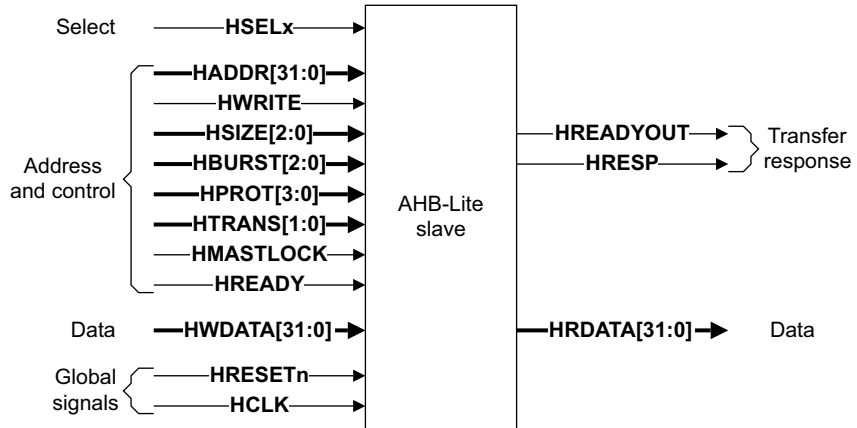 Select
HSELx
HADDR[31:0]
HWRITE
HSIZE[2:0]
HBURST[2:0]
HPROT[3:0]
HTRANS[1:0]
HMASTLOCK
HREADY
Address
and control
Data
HWDATA[31:0]
Global
signals
HRESETn
HCLK
AHB-Lite
slave
HREADYOUT
HRESP
Transfer
response
HRDATA[31:0]
Data